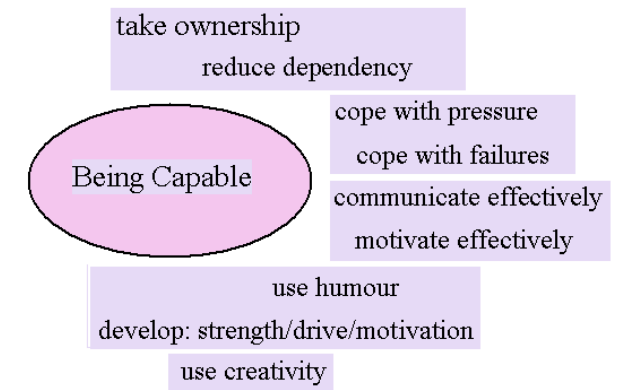 take ownership
reduce dependency
cope with pressure
cope with failures
Being Capable
communicate effectively
motivate effectively
use humour
develop: strength/drive/motivation
use creativity